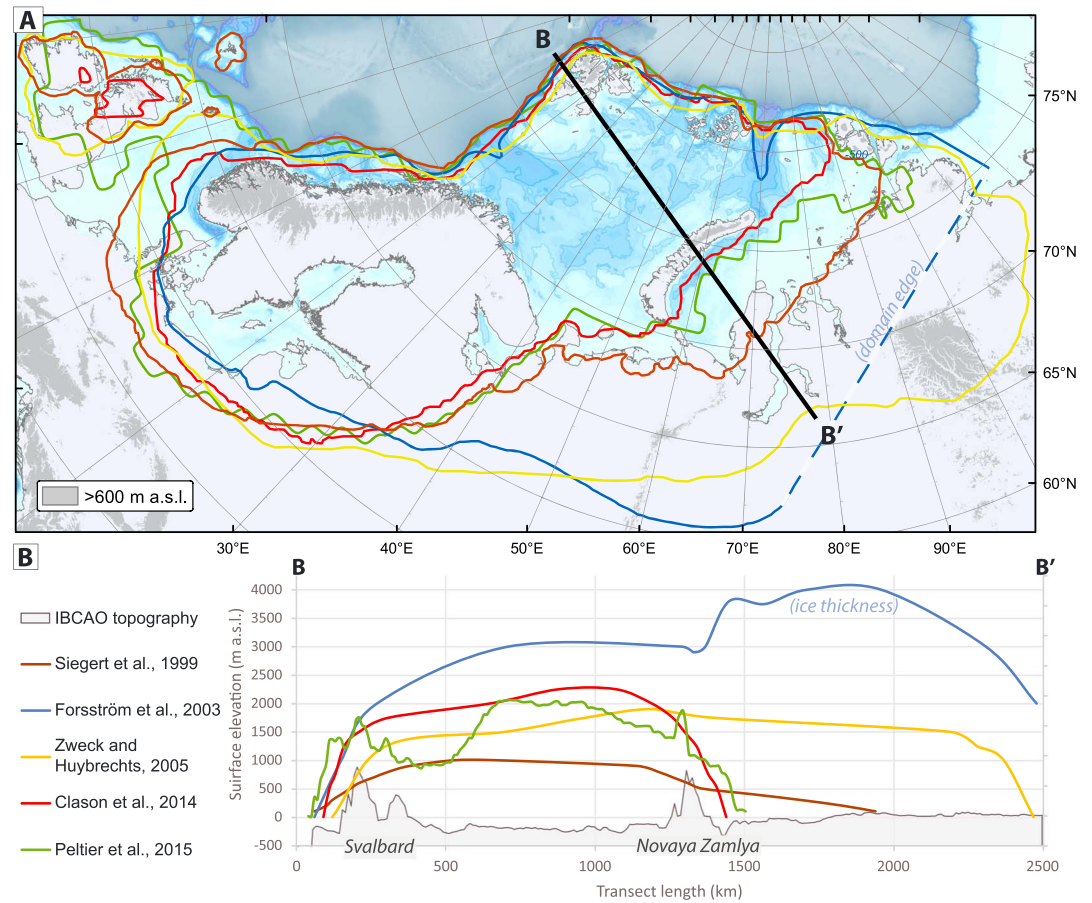 A
B
75°N
-500
70°N
(domain edge)
65°N
B’
60°N
>600 m a.s.l.
30°E
40°E
50°E
60°E
70°E
80°E
90°E
B
B
B’
IBCAO topography
Siegert et al., 1999
Forsström et al., 2003
Zweck and
Huybrechts, 2005
Clason et al., 2014
Peltier et al., 2015
Suirface elevation (m a.s.l.)
4000
3500
3000
2500
2000
1500
1000
500
0
-500
(ice thickness)
Svalbard
Novaya Zamlya
0
500
1000
1500
2000
2500
Transect length (km)